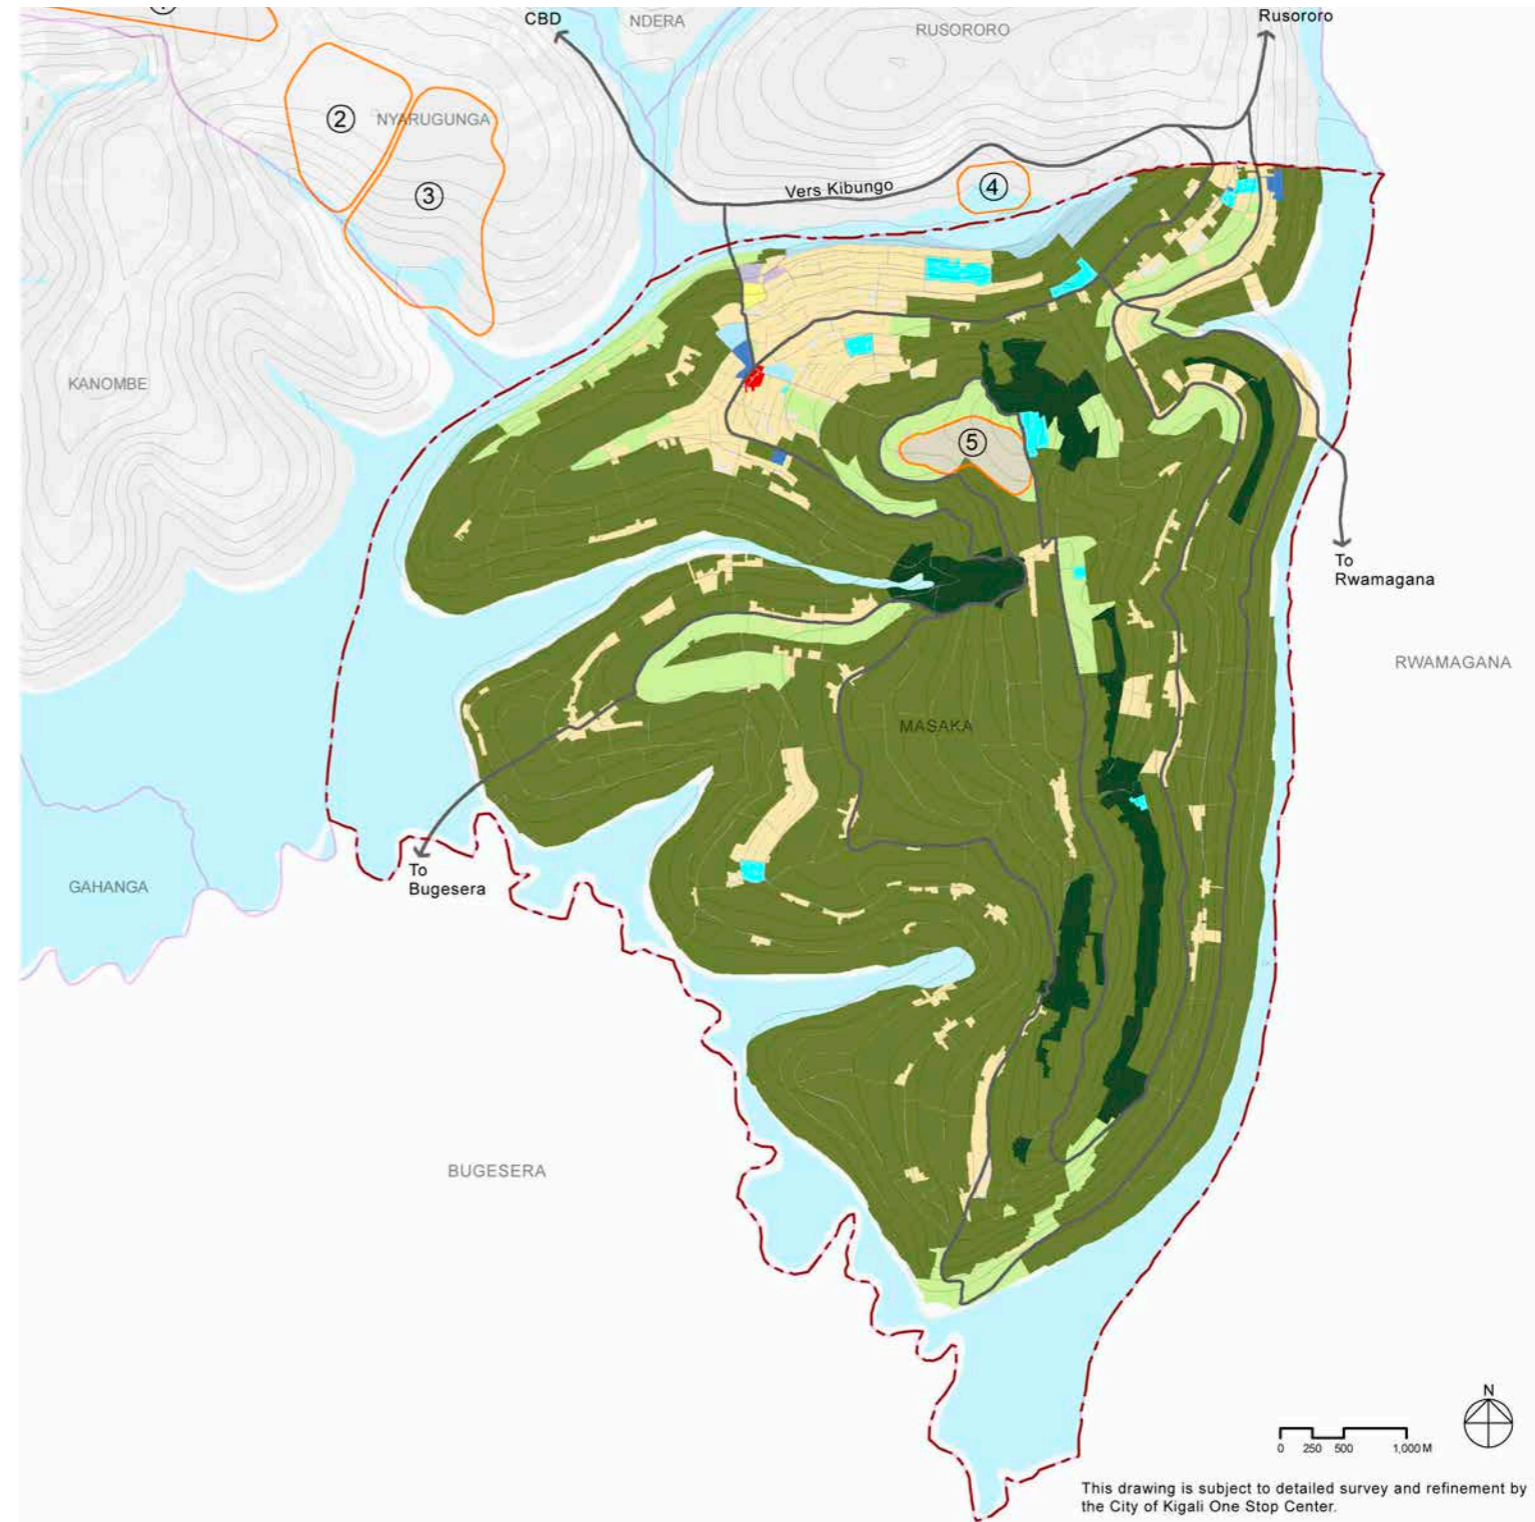 CBD
NDERA
RUSORORO
Rusororo
②
NYARUGUNGA
③
Vers Kibungo
④
KANOMBE
⑤
To
Rwamagana
RWAMAGANA
MASAKA
To
Bugesera
GAHANGA
BUGESERA
N
0 250 500 1,000 M
This drawing is subject to detailed survey and refinement by
the City of Kigali One Stop Center.